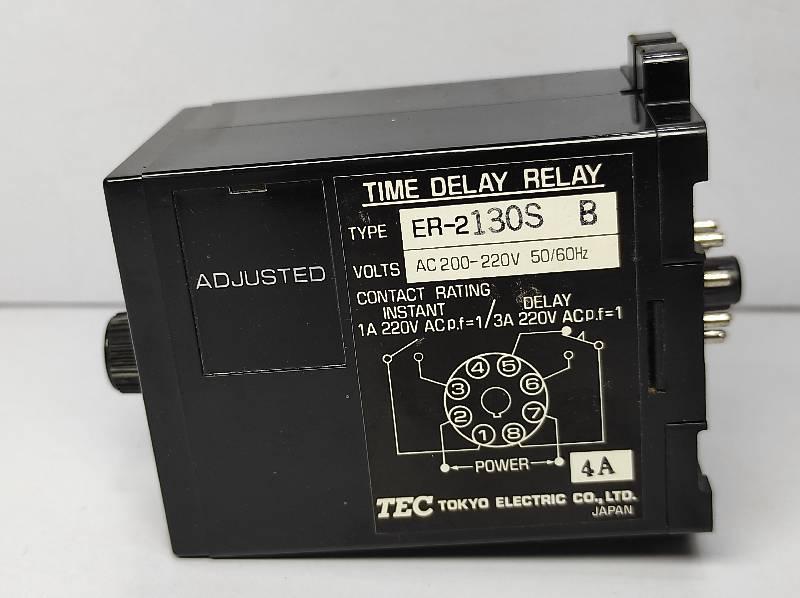 TIME DELAY RELAY
TYPE ER-2130S B
VOLTS AC200-220V 50/60Hz
ADJUSTED
CONTACT RATING
INSTANT / DELAY
1A 220V AC p.f=1 / 3A 220V AC p.f=1
4 5
3 6
2 7
1 8
POWER
4A
TEC TOKYO ELECTRIC CO., LTD.
JAPAN